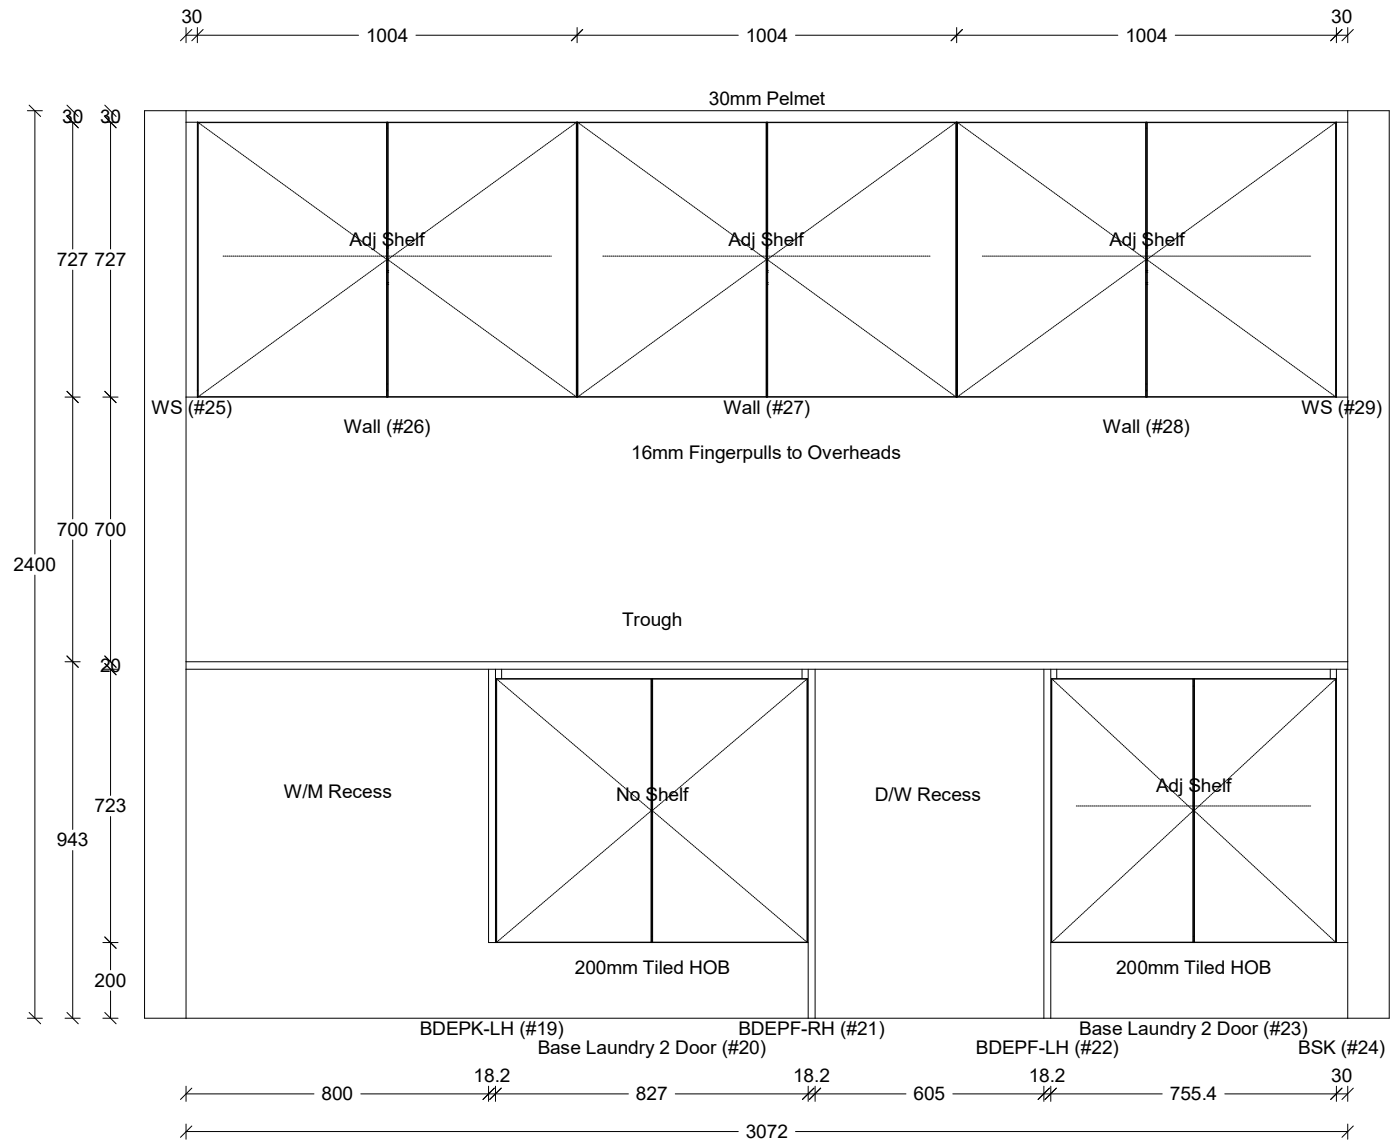 30 30
1004 1004 1004
30mm Pelmet
30 30
Adj Shelf Adj Shelf Adj Shelf
727 727
WS (#25) Wall (#27) WS (#29)
Wall (#26) Wall (#28)
16mm Fingerpulls to Overheads
700 700
2400
Trough
20
W/M Recess No Shelf D/W Recess Adj Shelf
723
943
200mm Tiled HOB 200mm Tiled HOB
200
BDEPK-LH (#19) BDEPF-RH (#21) Base Laundry 2 Door (#23)
Base Laundry 2 Door (#20) BDEPF-LH (#22) BSK (#24)
18.2 18.2 18.2 30
800 827 605 755.4
3072